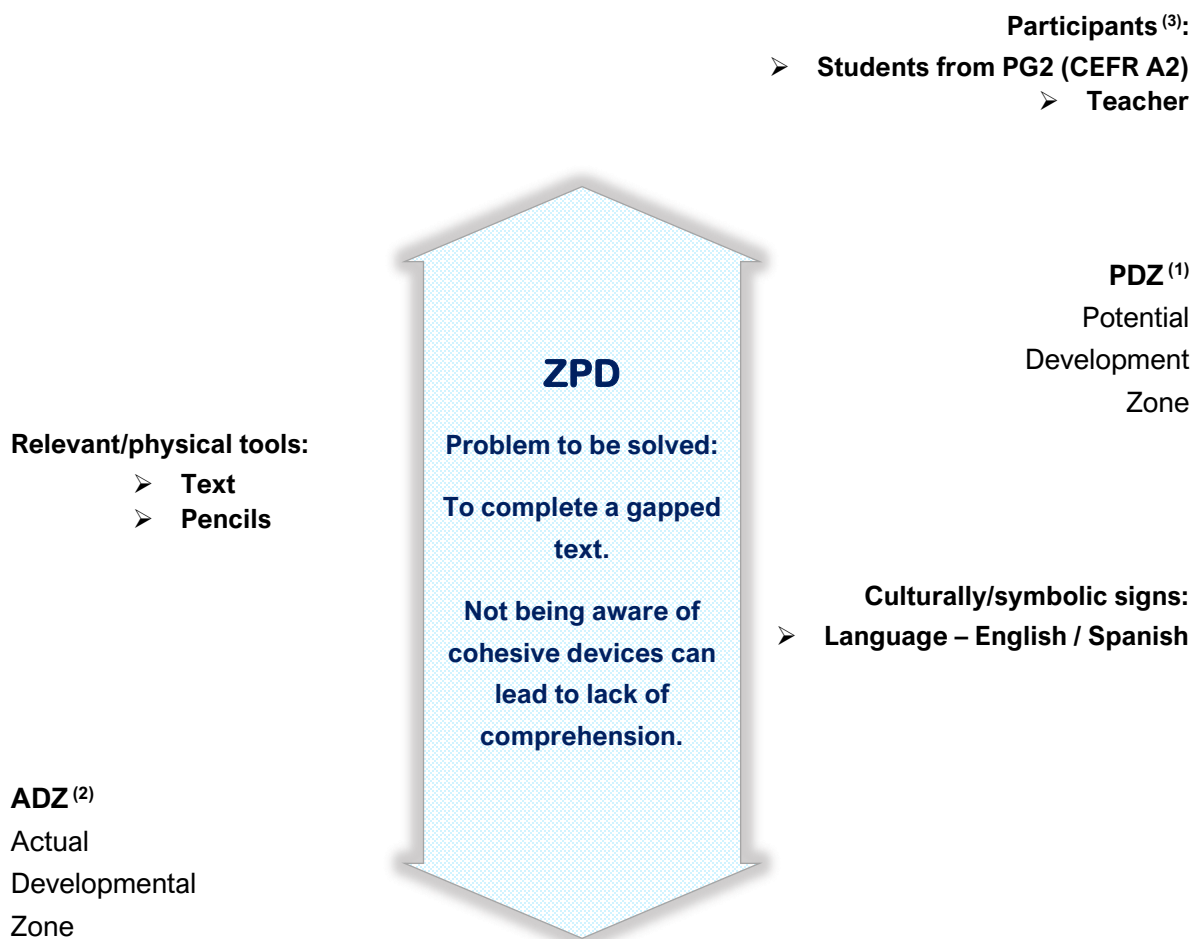 Participants (3):
➢ Students from PG2 (CEFR A2)
➢ Teacher
PDZ (1)
Potential
Development
Zone
ZPD
Problem to be solved:
To complete a gapped
text.
Not being aware of
cohesive devices can
lead to lack of
comprehension.
Relevant/physical tools:
➢ Text
➢ Pencils
Culturally/symbolic signs:
➢ Language – English / Spanish
ADZ (2)
Actual
Developmental
Zone